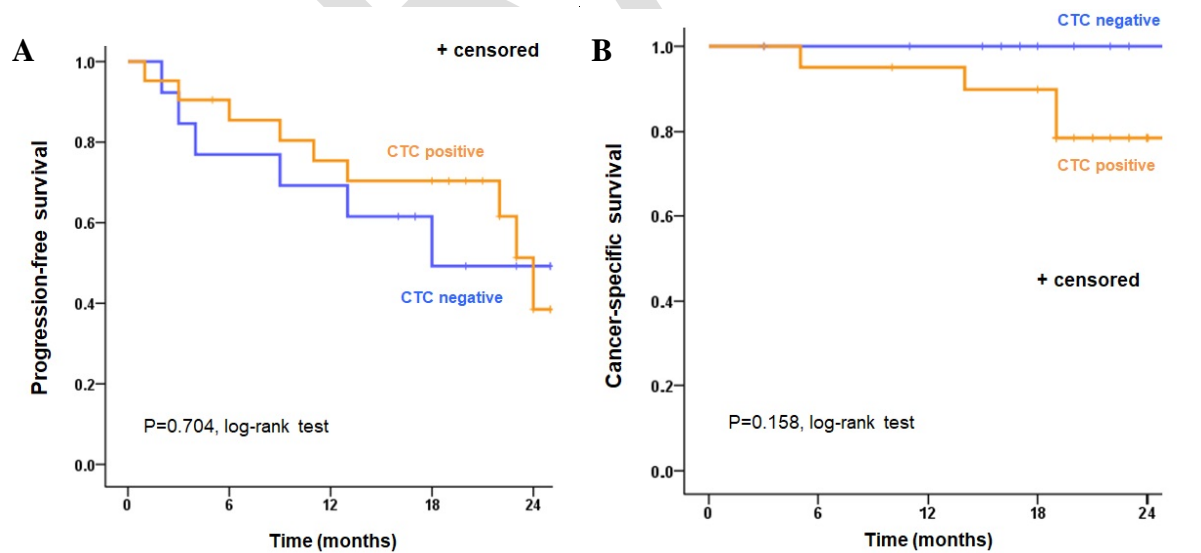 A
+ censored
Progression-free survival
1.0
0.8
0.6
0.4
0.2
0.0
CTC positive
CTC negative
P=0.704, log-rank test
0 6 12 18 24
Time (months)
B
CTC negative
Cancer-specific survival
1.0
0.8
0.6
0.4
0.2
0.0
CTC positive
+ censored
P=0.158, log-rank test
0 6 12 18 24
Time (months)